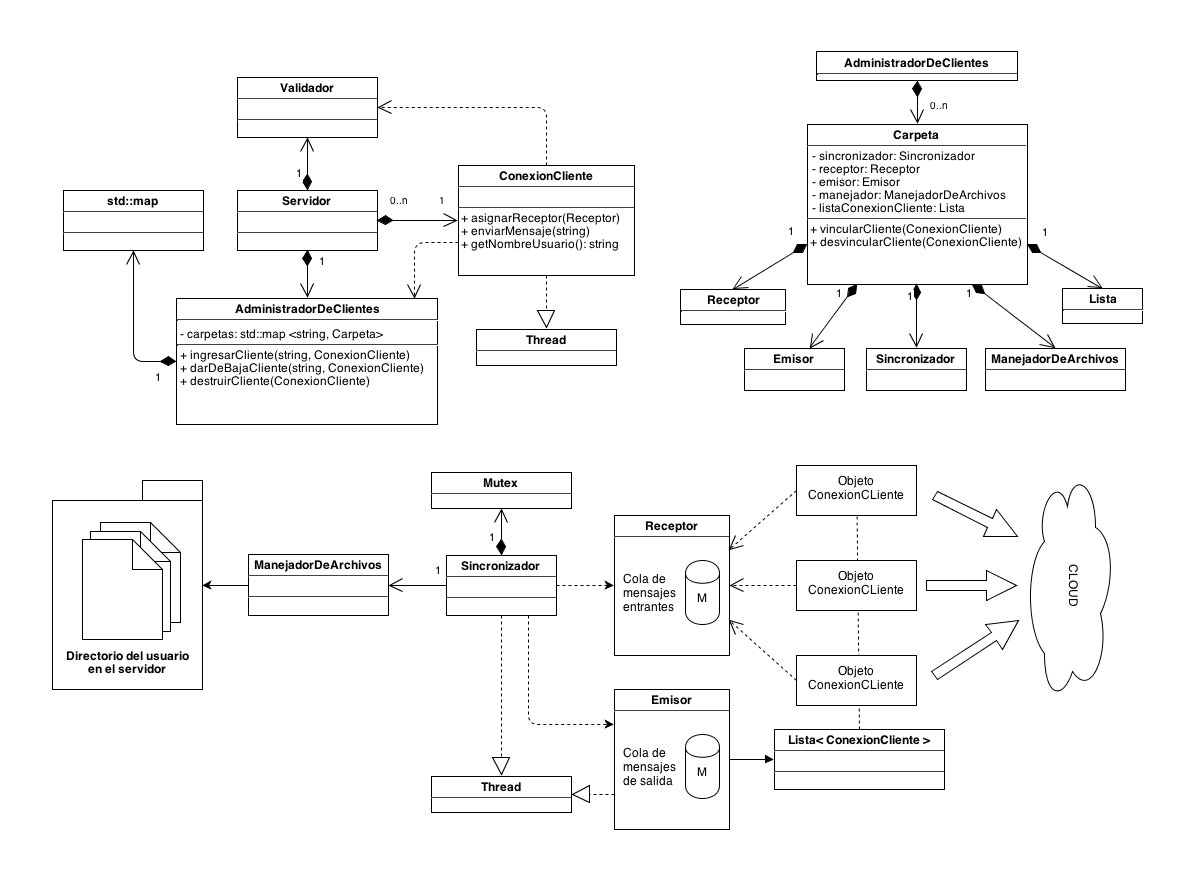 Validador
std::map
Servidor
1
0..n
1
1
ConexionCliente
+ asignarReceptor(Receptor)
+ enviarMensaje(string)
+ getNombreUsuario(): string
AdministradorDeClientes
- carpetas: std::map <string, Carpeta>
+ ingresarCliente(string, ConexionCliente)
+ darDeBajaCliente(string, ConexionCliente)
+ destruirCliente(ConexionCliente)
1
Thread
AdministradorDeClientes
0..n
Carpeta
- sincronizador: Sincronizador
- receptor: Receptor
- emisor: Emisor
- manejador: ManejadorDeArchivos
- listaConexionCliente: Lista
+ vincularCliente(ConexionCliente)
+ desvincularCliente(ConexionCliente)
1
1
1
1
1
Receptor
Lista
Emisor
Sincronizador
ManejadorDeArchivos
Directorio del usuario
en el servidor
ManejadorDeArchivos
1
Mutex
1
Sincronizador
Thread
Receptor
Cola de
mensajes
entrantes
M
Emisor
Cola de
mensajes
de salida
M
Objeto
ConexionCLiente
Objeto
ConexionCLiente
Objeto
ConexionCLiente
Lista< ConexionCliente >
CLOUD